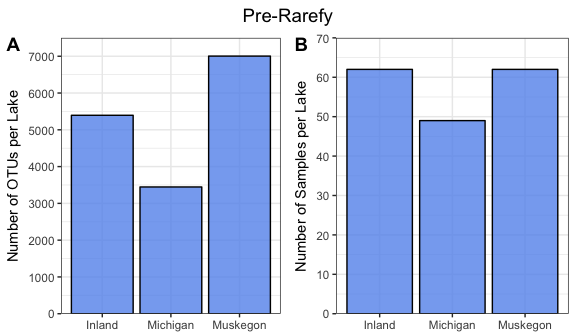 Pre-Rarefy
A
Number of OTUs per Lake
7000
6000
5000
4000
3000
2000
1000
0
Inland Michigan Muskegon
B
Number of Samples per Lake
70
60
50
40
30
20
10
0
Inland Michigan Muskegon